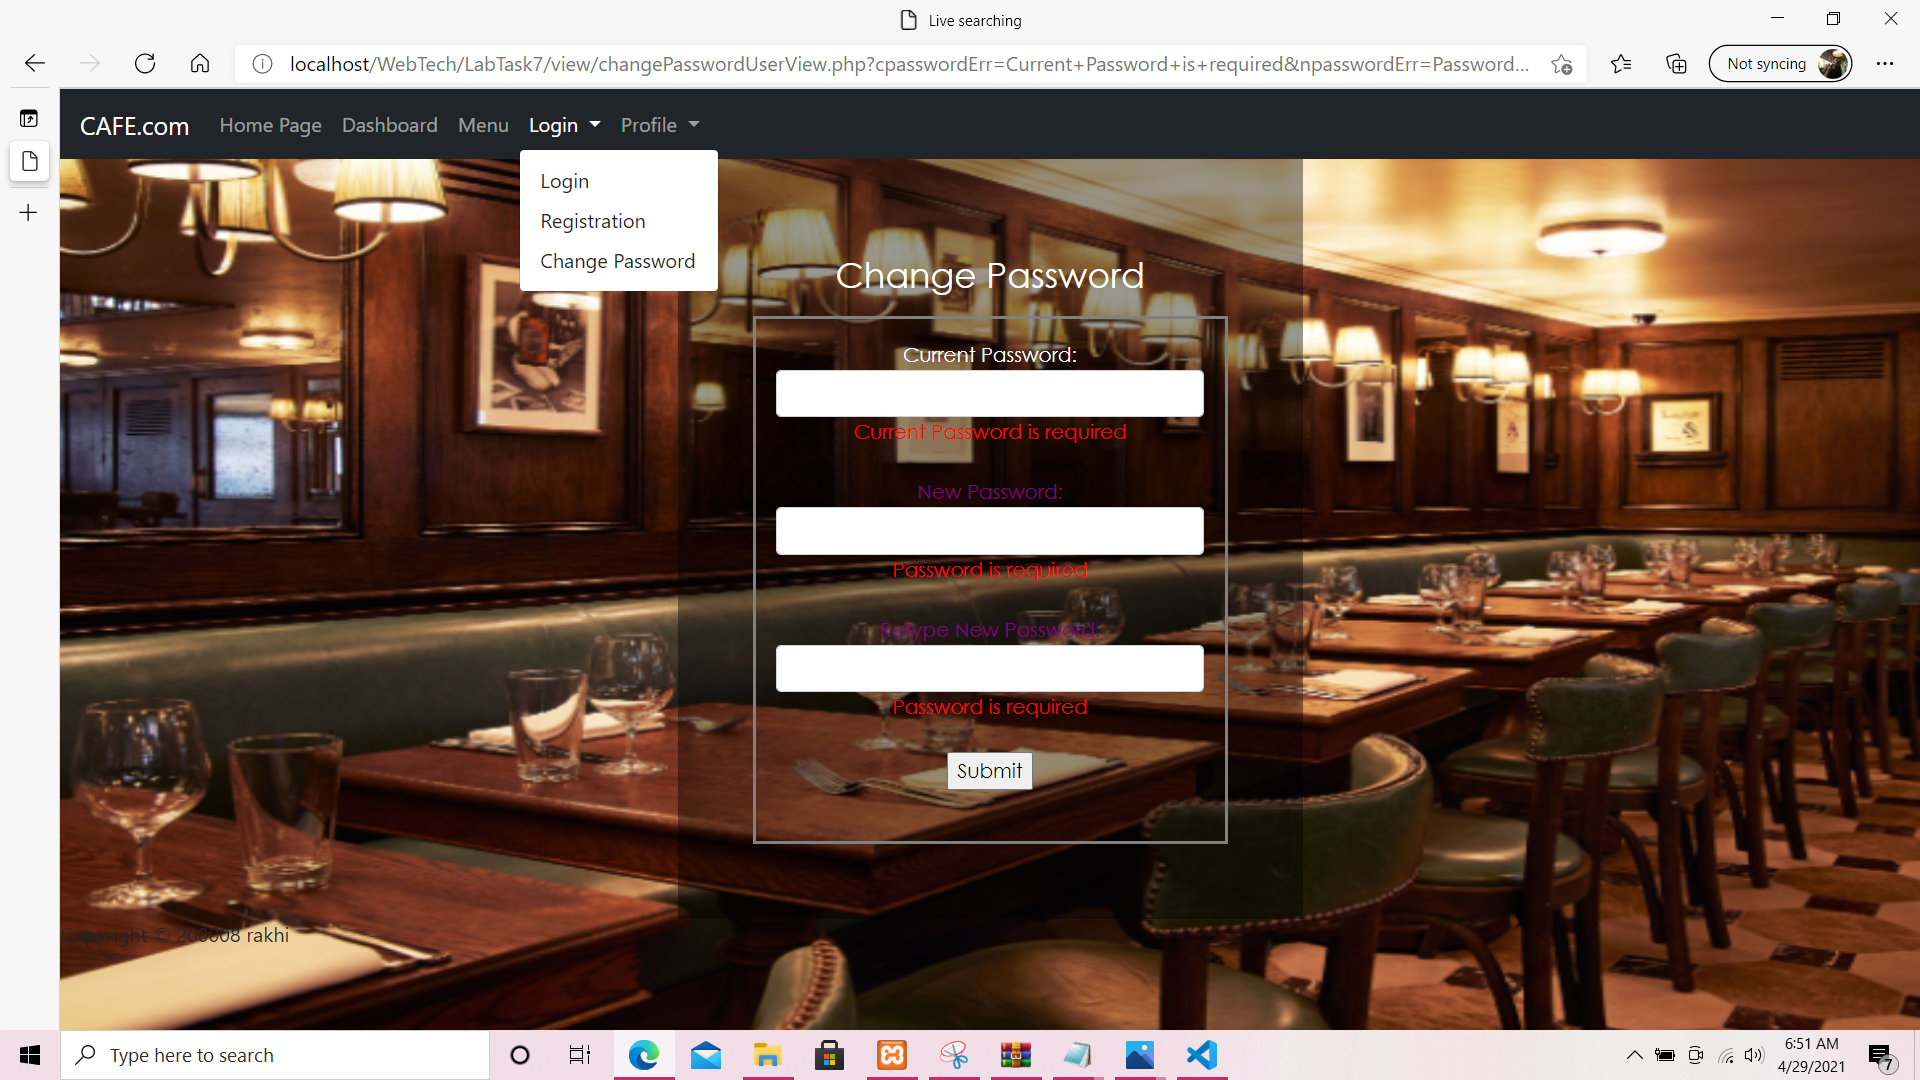 Live searching
localhost/WebTech/LabTask7/view/changePasswordUserView.php?cpasswordErr=Current+Password+is+required&npasswordErr=Password...
Not syncing
CAFE.com Home Page Dashboard Menu Login Profile
Login
Registration
Change Password
Change Password
Current Password:
Current Password is required
New Password:
Password is required
Retype New Password:
Password is required
Submit
Copyright © 200008 rakhi
Type here to search
6:51 AM
4/29/2021
7